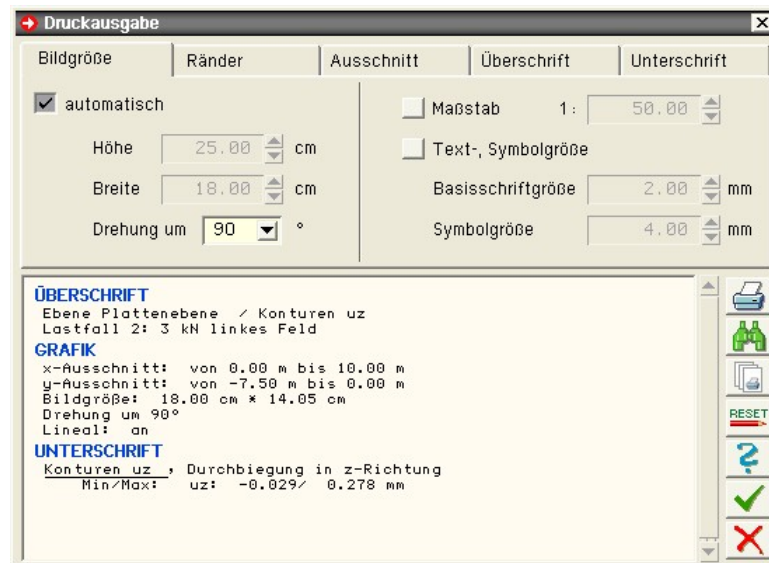 Druckausgabe
Bildgröße Ränder Ausschnitt Überschrift Unterschrift
automatisch
Höhe 25.00 cm
Breite 18.00 cm
Drehung um 90 °
Maßstab 1: 50.00
Text-, Symbolgröße
Basisschriftgröße 2.00 mm
Symbolgröße 4.00 mm
ÜBERSCHRIFT
Ebene Plattenebene / Konturen uz
Lastfall 2: 3 kN linkes Feld
GRAFIK
x-Ausschnitt: von 0.00 m bis 10.00 m
y-Ausschnitt: von -7.50 m bis 0.00 m
Bildgröße: 18.00 cm * 14.05 cm
Drehung um 90°
Lineal: an
UNTERSCHRIFT
Konturen uz , Durchbiegung in z-Richtung
Min/Max: uz: -0.029/ 0.278 mm
RESET